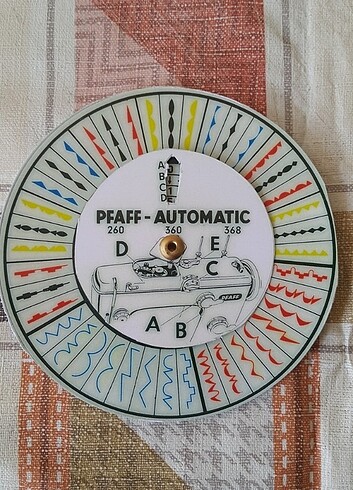 A
B
C
D
PFAFF-AUTOMATIC
260 360 368
D E
C
PFAFF
A B